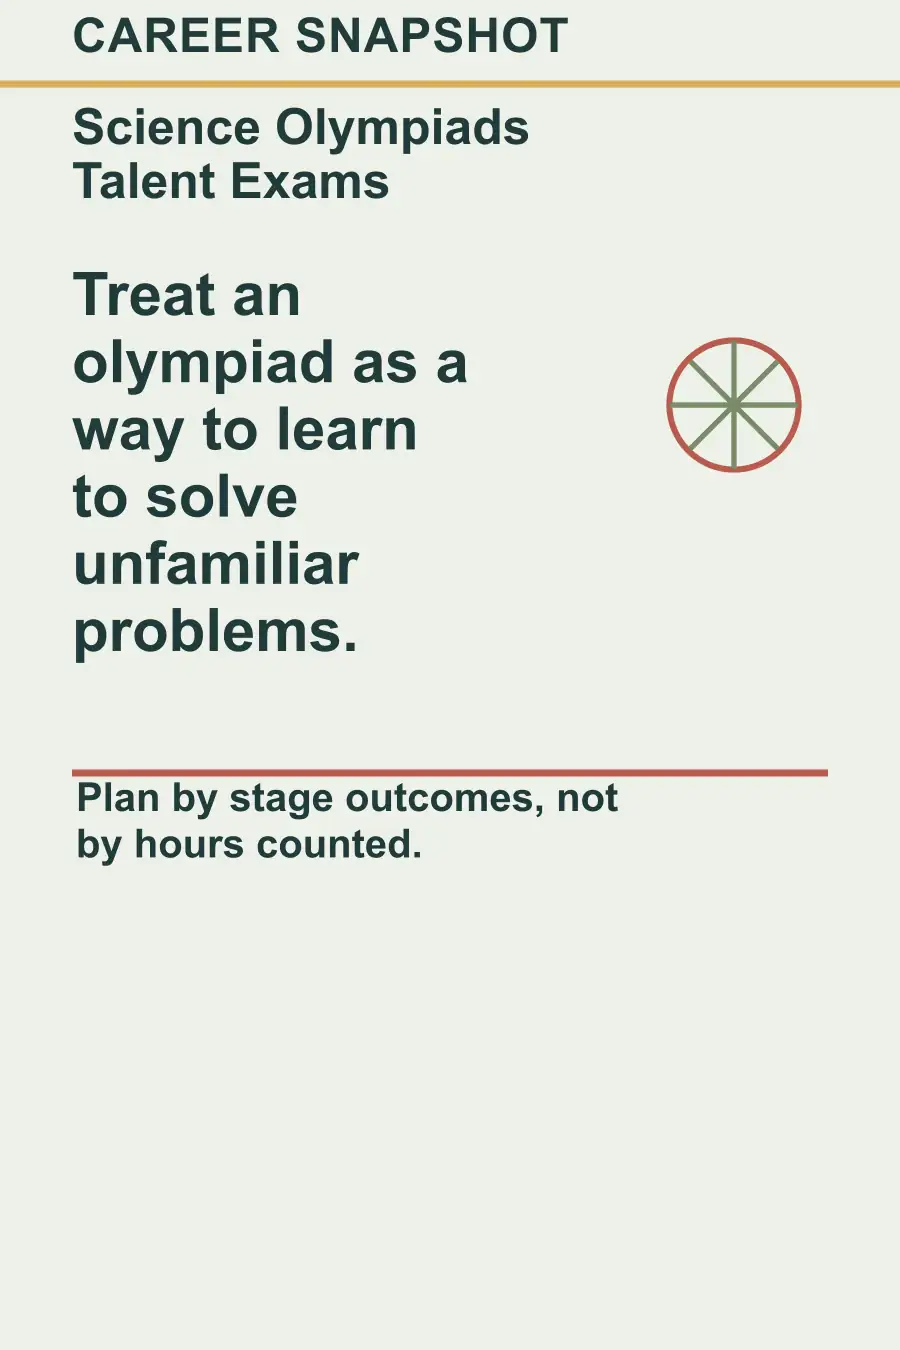 CAREER SNAPSHOT
Science Olympiads
Talent Exams
Treat an
olympiad as a
way to learn
to solve
unfamiliar
problems.
Plan by stage outcomes, not
by hours counted.